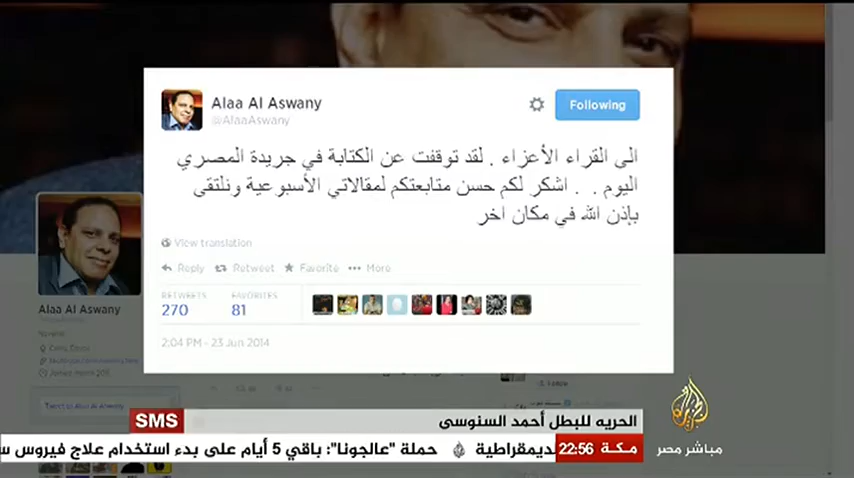 Alaa Al Aswany
@AlaaAswany
Following
الى القراء الأعزاء . لقد توقفت عن الكتابة في جريدة المصري
اليوم . . اشكر لكم حسن متابعتكم لمقالاتي الأسبوعية ونلتقى
بإذن الله في مكان اخر
View translation
Reply Retweet Favorite More
RETWEETS FAVORITES
270 81
2:04 PM - 23 Jun 2014
Alaa Al Aswany
SMS الحريه للبطل أحمد السنوسى
مكة 22:56 حملة "عالجونا": باقي 5 أيام على بدء استخدام علاج فيروس
الجزيرة
مباشر مصر